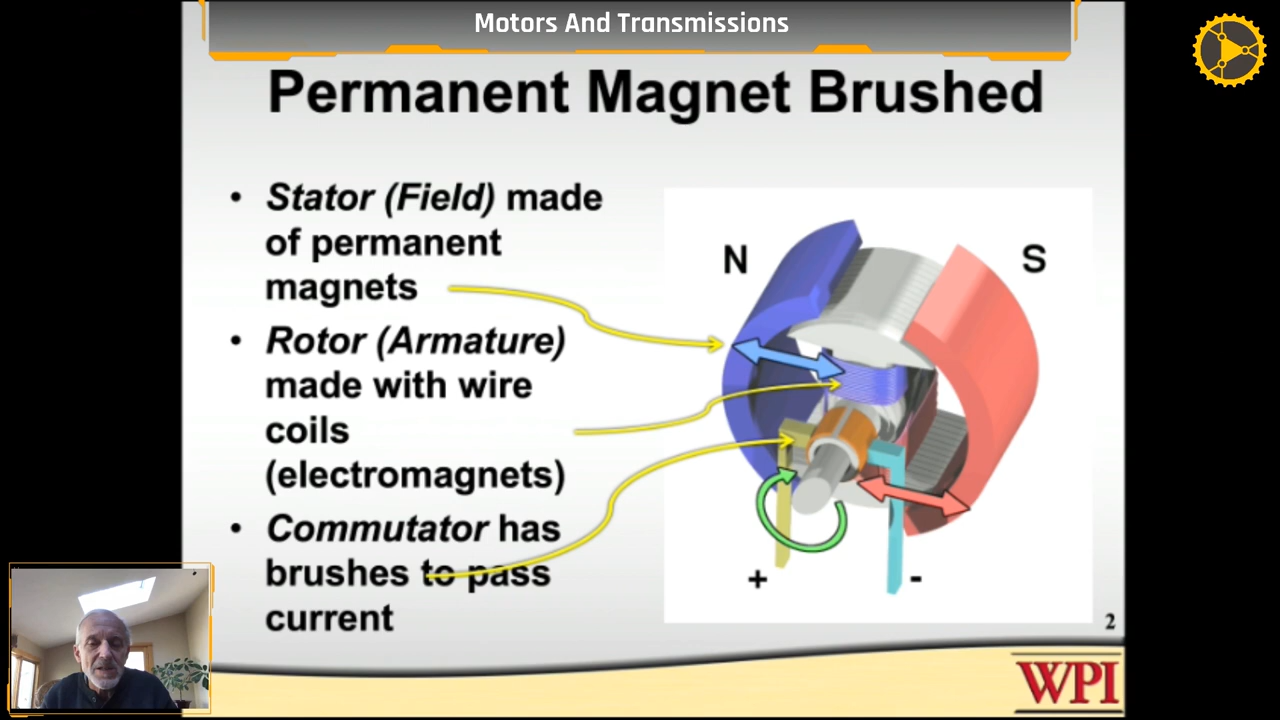 Motors And Transmissions
Permanent Magnet Brushed
• Stator (Field) made
of permanent
magnets
• Rotor (Armature)
made with wire
coils
(electromagnets)
• Commutator has
brushes to pass
current
N
S
+
-
2
WPI